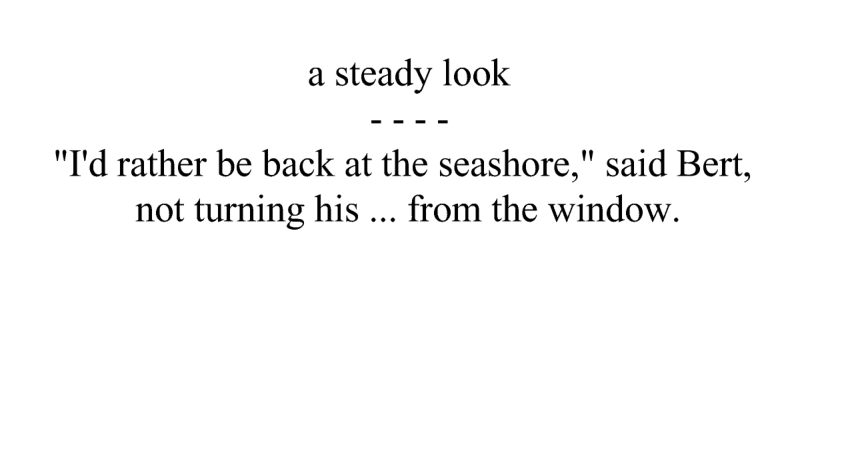 a steady look
- - - -
"I'd rather be back at the seashore," said Bert,
not turning his ... from the window.